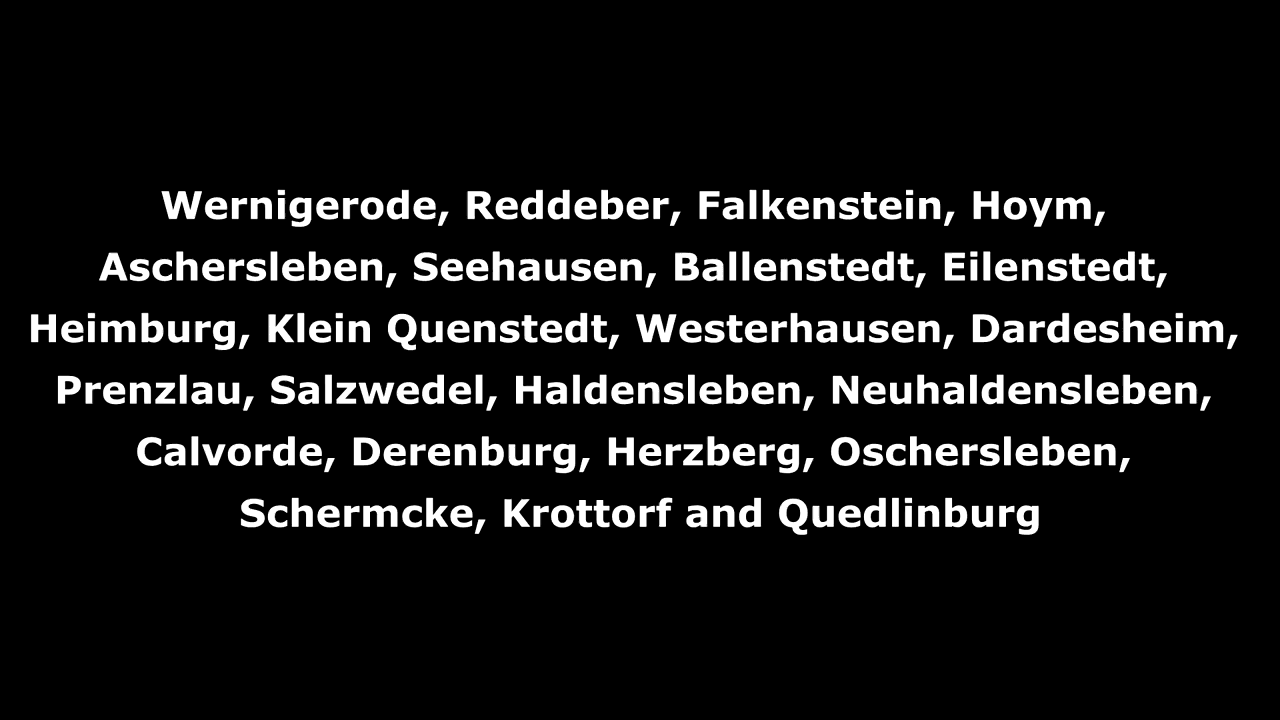 Wernigerode, Reddeber, Falkenstein, Hoym,
Aschersleben, Seehausen, Ballenstedt, Eilenstedt,
Heimburg, Klein Quenstedt, Westerhausen, Dardesheim,
Prenzlau, Salzwedel, Haldensleben, Neuhaldensleben,
Calvorde, Derenburg, Herzberg, Oschersleben,
Schermcke, Krottorf and Quedlinburg